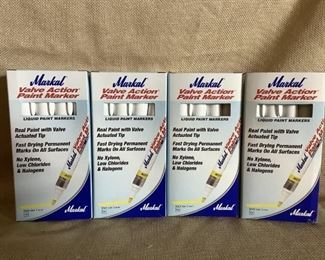 Markal
Valve Action
Paint Marker
LIQUID PAINT MARKERS
Real Paint with Valve
Actuated Tip
Fast Drying Permanent
Marks On All Surfaces
No Xylene,
Low Chlorides
& Halogens
Markal
Markal
Valve Action
Paint Marker
LIQUID PAINT MARKERS
Real Paint with Valve
Actuated Tip
Fast Drying Permanent
Marks On All Surfaces
No Xylene,
Low Chlorides
& Halogens
Markal
Markal
Valve Action
Paint Marker
LIQUID PAINT MARKERS
Real Paint with Valve
Actuated Tip
Fast Drying Permanent
Marks On All Surfaces
No Xylene,
Low Chlorides
& Halogens
Markal
Markal
Valve Action
Paint Marker
LIQUID PAINT MARKERS
Real Paint with Valve
Actuated Tip
Fast Drying Permanent
Marks On All Surfaces
No Xylene,
Low Chlorides
& Halogens
Markal